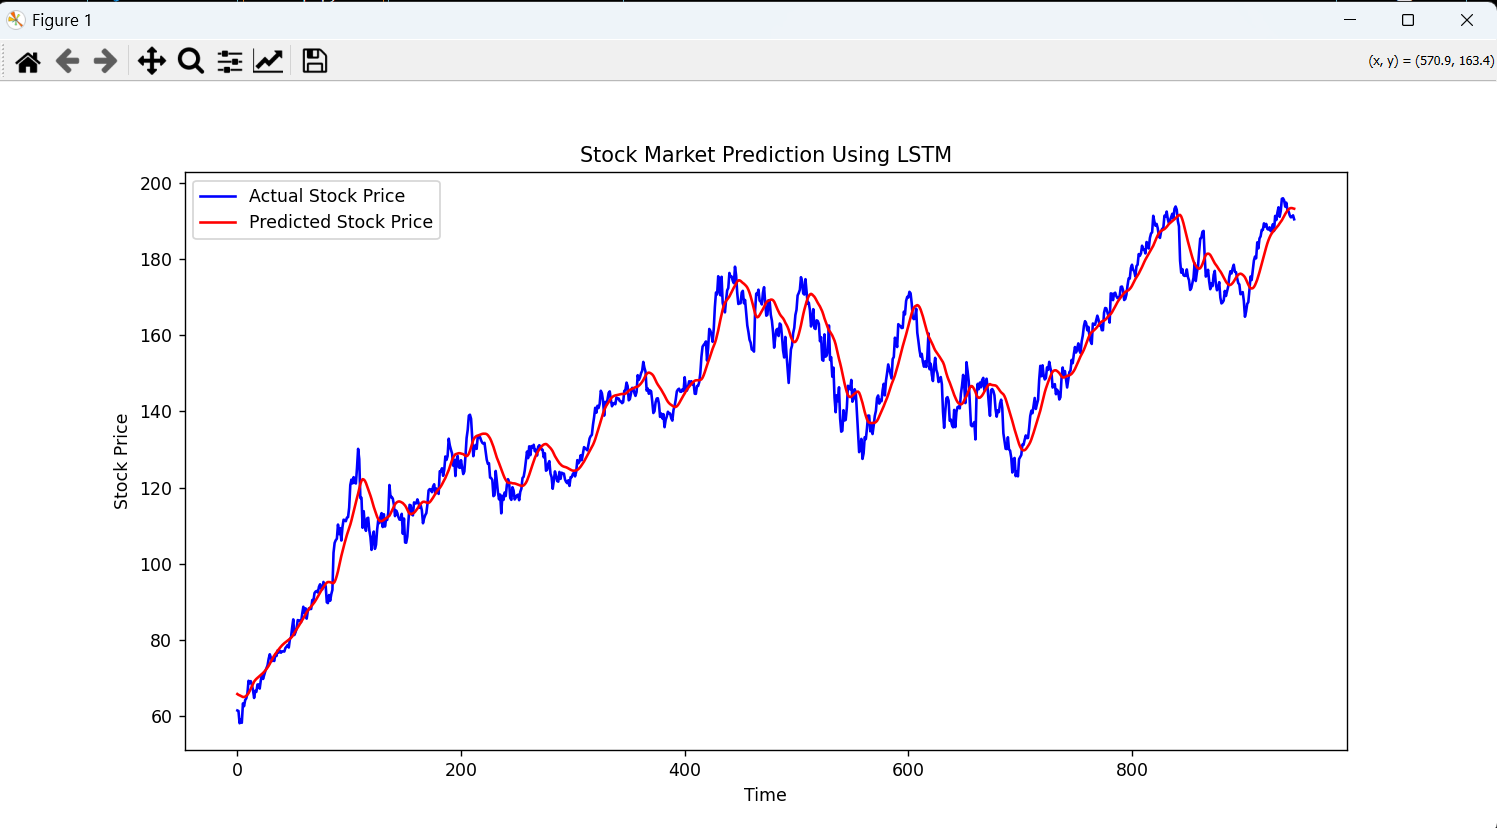 Figure 1
(x, y) = (570.9, 163.4)
Stock Market Prediction Using LSTM
Actual Stock Price
Predicted Stock Price
200
180
160
140
120
100
80
60
Stock Price
0
200
400
600
800
Time